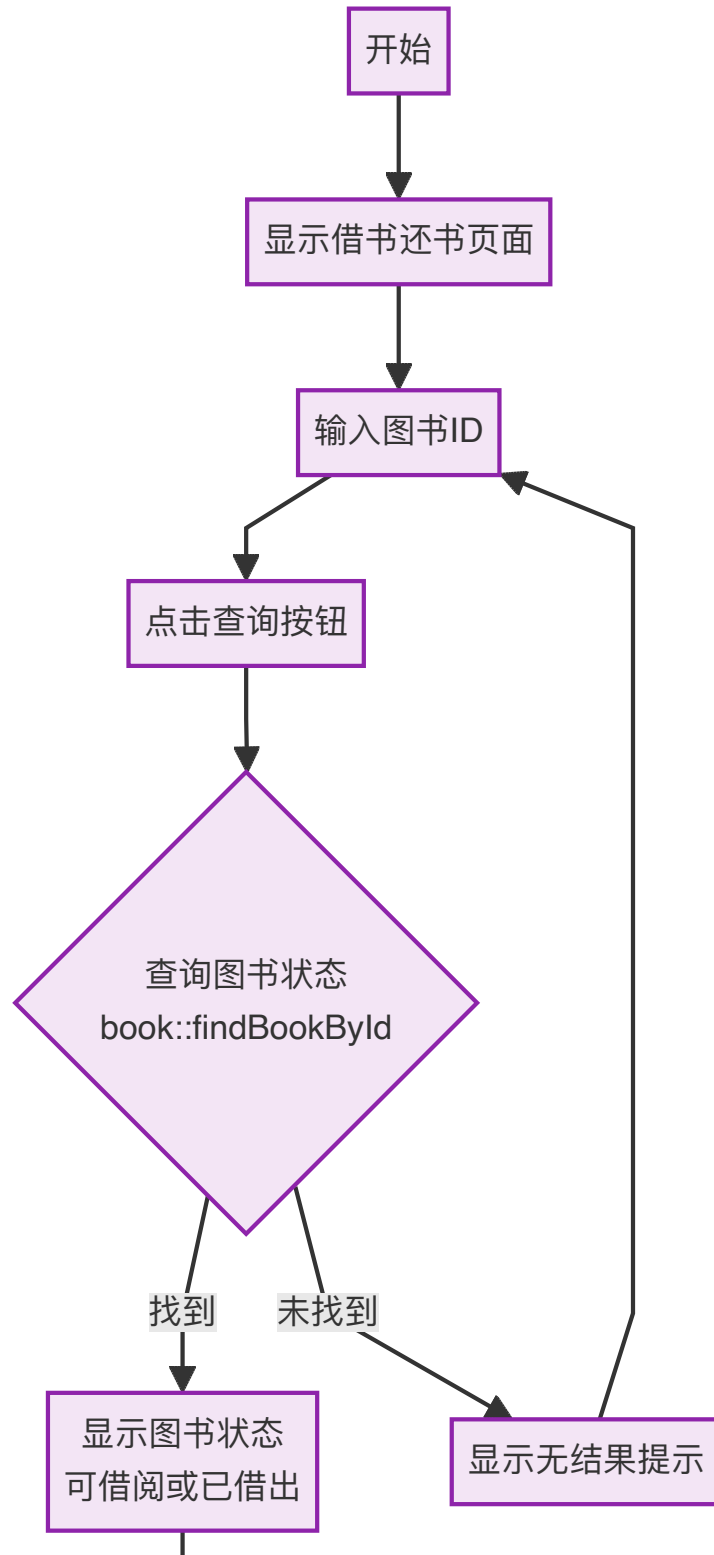 开始
显示借书还书页面
输入图书ID
点击查询按钮
查询图书状态
book::findBookById
找到
未找到
显示图书状态
可借阅或已借出
显示无结果提示